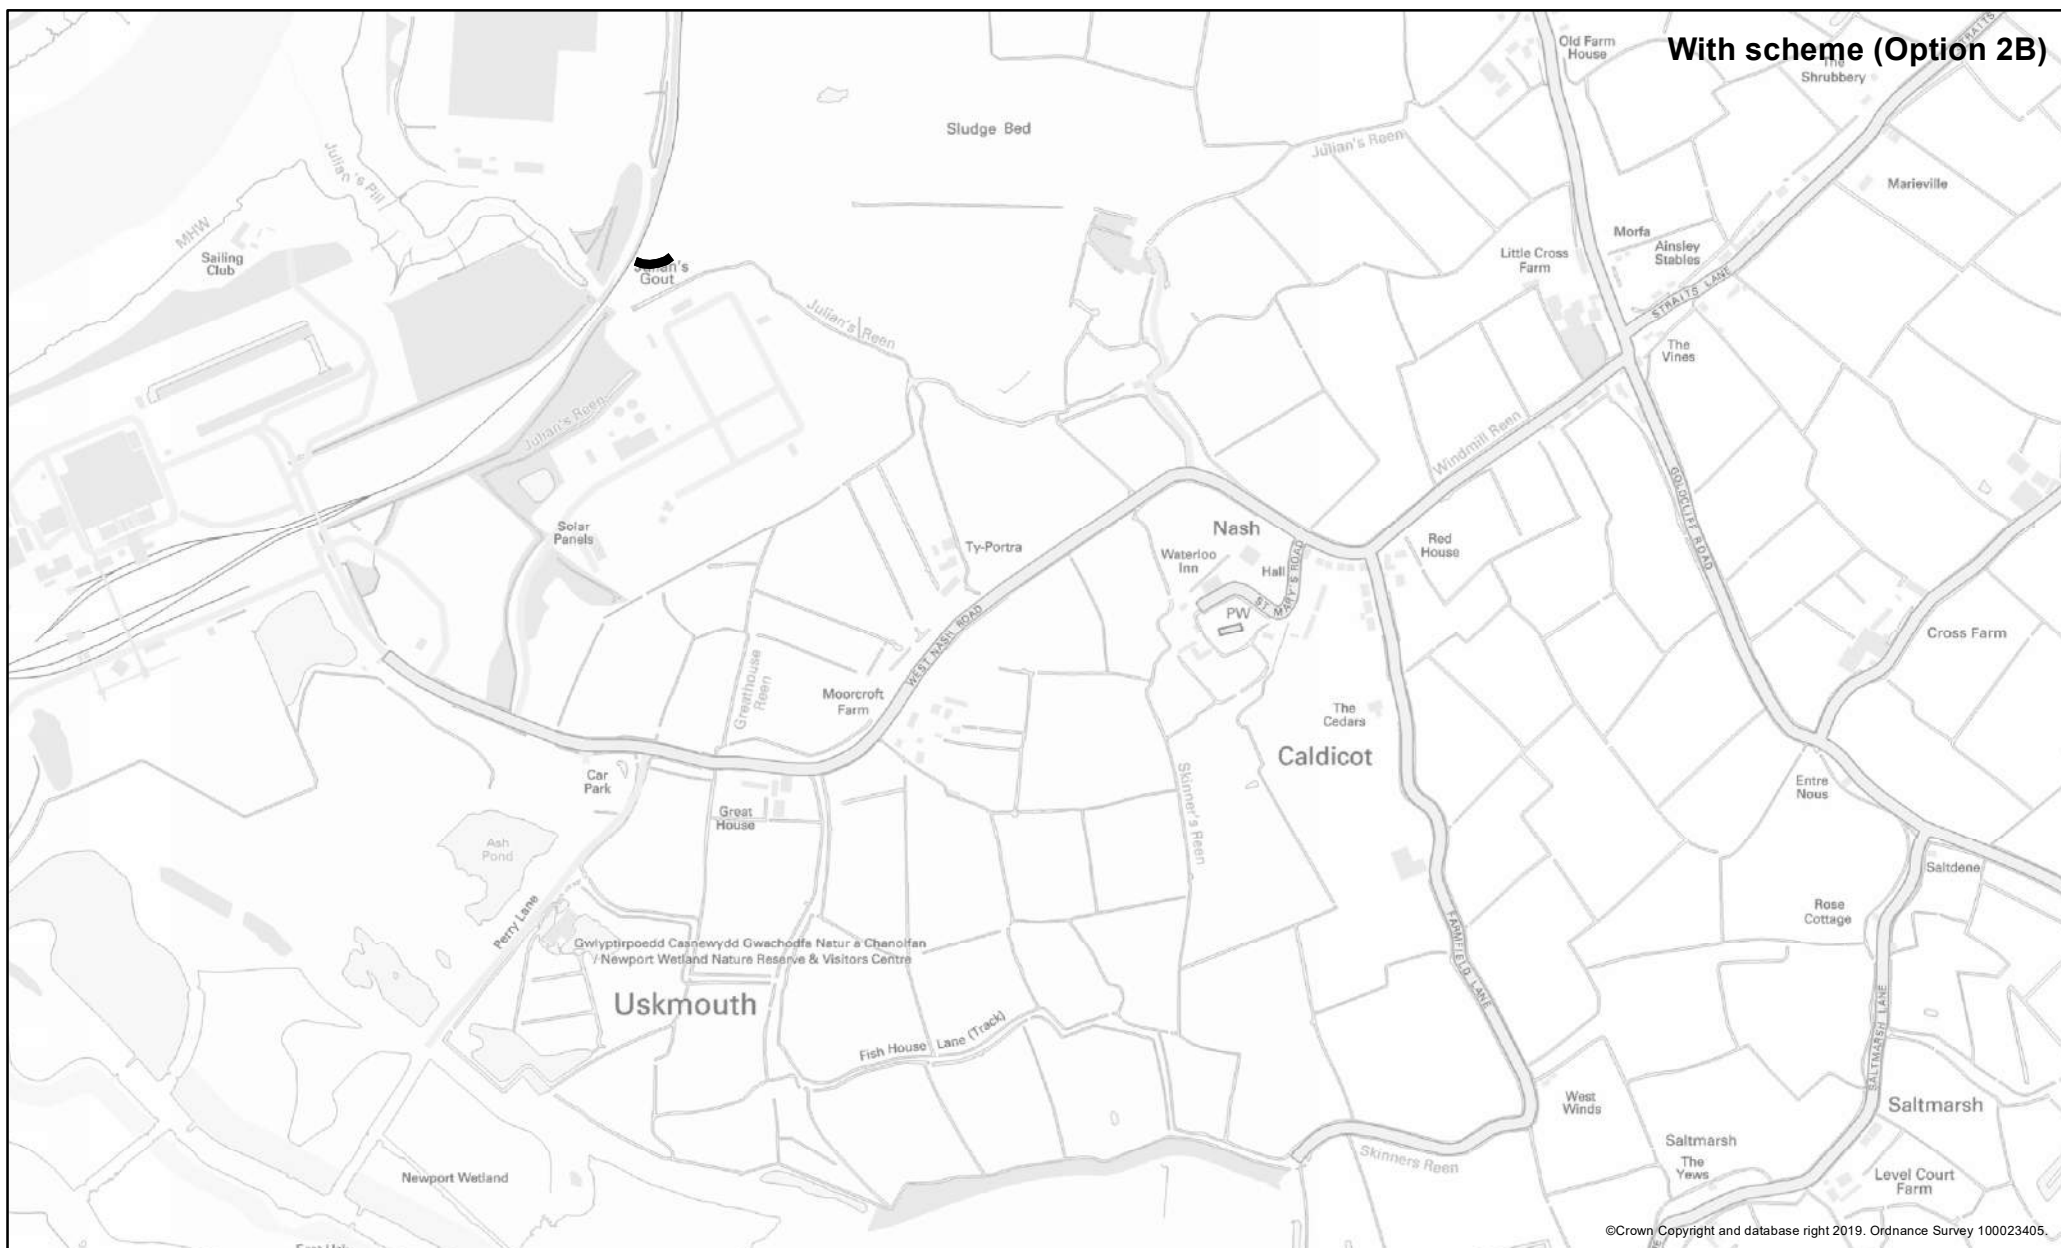 With scheme (Option 2B)
Old Farm
House
STRAITS
The
Shrubbery
Sludge Bed
Julian's Reen
Julian's Pill
Marieville
MHW
Sailing
Club
Morfa
Ainsley
Stables
Little Cross
Farm
Julian's
Gout
STRAITS LANE
Julian's Reen
The
Vines
Julian's Reen
Windmill Reen
GOLDCLIFF ROAD
Solar
Panels
Nash
Ty-Portra
Waterloo
Inn
Hall
ST MARY'S ROAD
PW
Red
House
WEST NASH ROAD
Cross Farm
Greathouse
Reen
Moorcroft
Farm
The
Cedars
Caldicot
Car
Park
Great
House
Skinner's Reen
Entre
Nous
Ash
Pond
Saltdene
Perry Lane
Rose
Cottage
FARMFIELD LANE
Gwlyptirpoedd Casnewydd Gwachodfa Natur a Chanolfan
/ Newport Wetland Nature Reserve & Visitors Centre
Uskmouth
Fish House Lane (Track)
SALTMARSH LANE
West
Winds
Saltmarsh
Skinners Reen
Saltmarsh
The
Yews
Newport Wetland
Level Court
Farm
©Crown Copyright and database right 2019. Ordnance Survey 100023405.